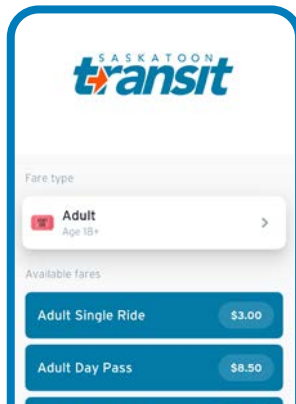 SASKATOON
transit
Fare type
Adult
Age 18+
Available fares
Adult Single Ride $3.00
Adult Day Pass $8.50